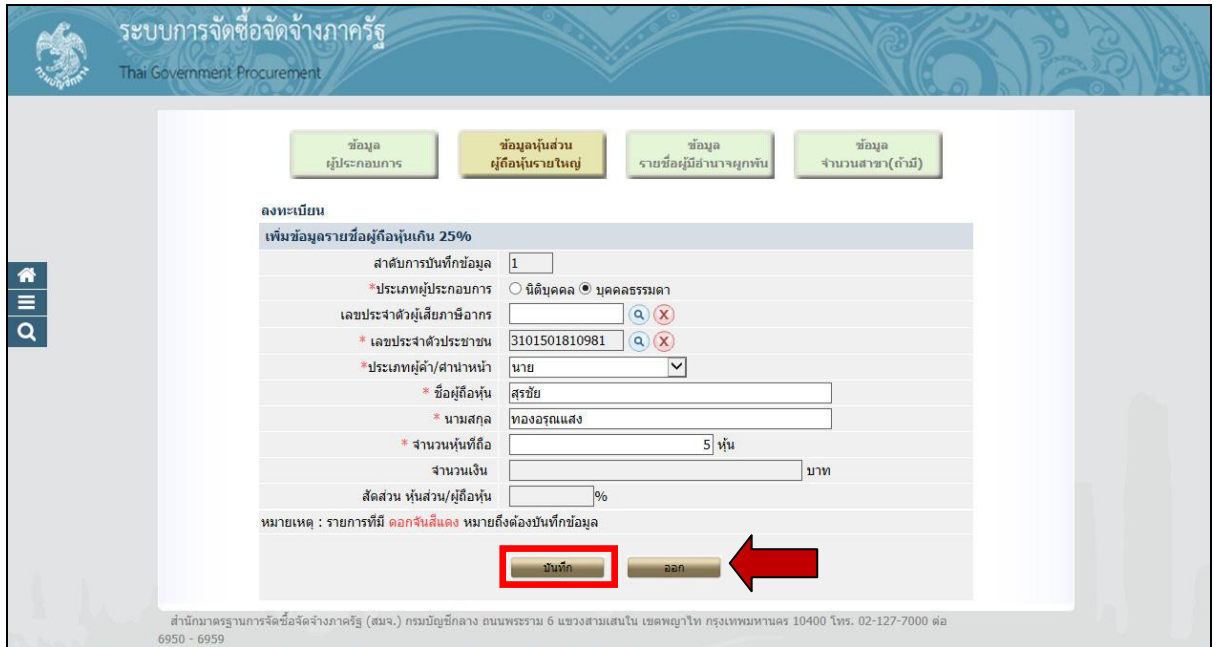 ระบบการจัดซื้อจัดจ้างภาครัฐ
Thai Government Procurement
กรมบัญชีกลาง
ข้อมูล
ผู้ประกอบการ
ข้อมูลหุ้นส่วน
ผู้ถือหุ้นรายใหญ่
ข้อมูล
รายชื่อผู้มีอำนาจผูกพัน
ข้อมูล
จำนวนสาขา(ถ้ามี)
ลงทะเบียน
เพิ่มข้อมูลรายชื่อผู้ถือหุ้นเกิน 25%
ลำดับการบันทึกข้อมูล 1
*ประเภทผู้ประกอบการ นิติบุคคล บุคคลธรรมดา
เลขประจำตัวผู้เสียภาษีอากร
* เลขประจำตัวประชาชน 3101501810981
*ประเภทผู้ค้า/คำนำหน้า นาย
* ชื่อผู้ถือหุ้น สุรชัย
* นามสกุล ทองอรุณแสง
* จำนวนหุ้นที่ถือ 5 หุ้น
จำนวนเงิน บาท
สัดส่วน หุ้นส่วน/ผู้ถือหุ้น %
หมายเหตุ : รายการที่มี ดอกจันสีแดง หมายถึงต้องบันทึกข้อมูล
บันทึก ออก
สำนักมาตรฐานการจัดซื้อจัดจ้างภาครัฐ (สมจ.) กรมบัญชีกลาง ถนนพระราม 6 แขวงสามเสนใน เขตพญาไท กรุงเทพมหานคร 10400 โทร. 02-127-7000 ต่อ
6950 - 6959